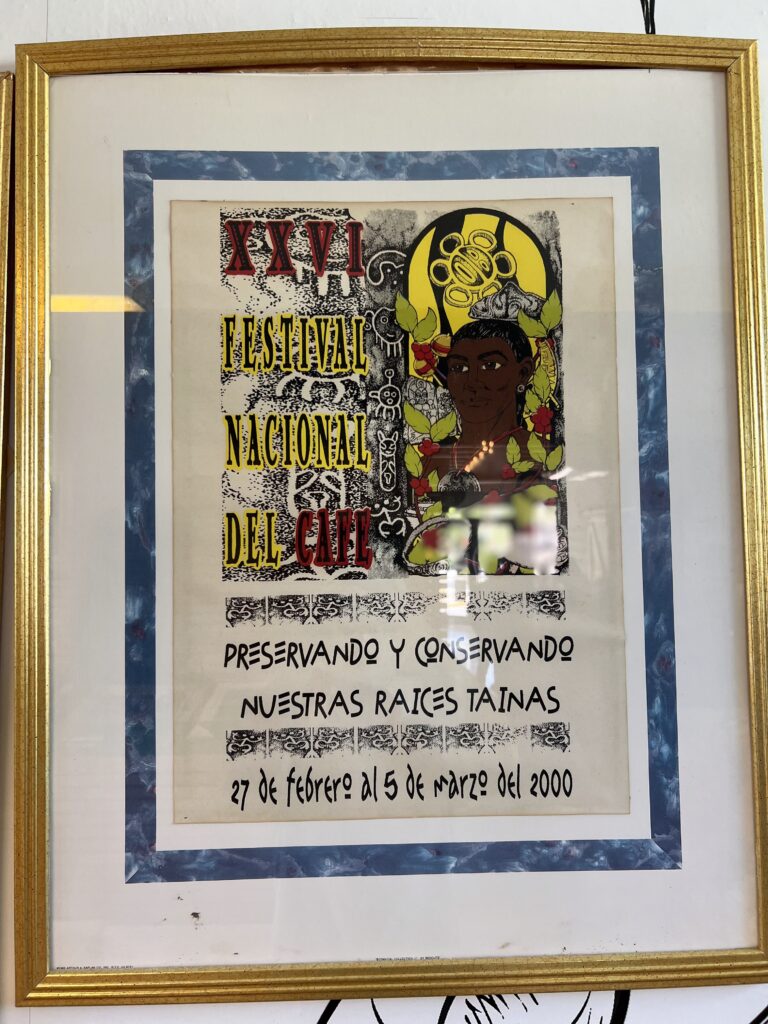 XXVI
FESTIVAL
NACIONAL
DEL CAFE
PRESERVANDO Y CONSERVANDO
NUESTRAS RAICES TAINAS
27 de febrero al 5 de marzo del 2000